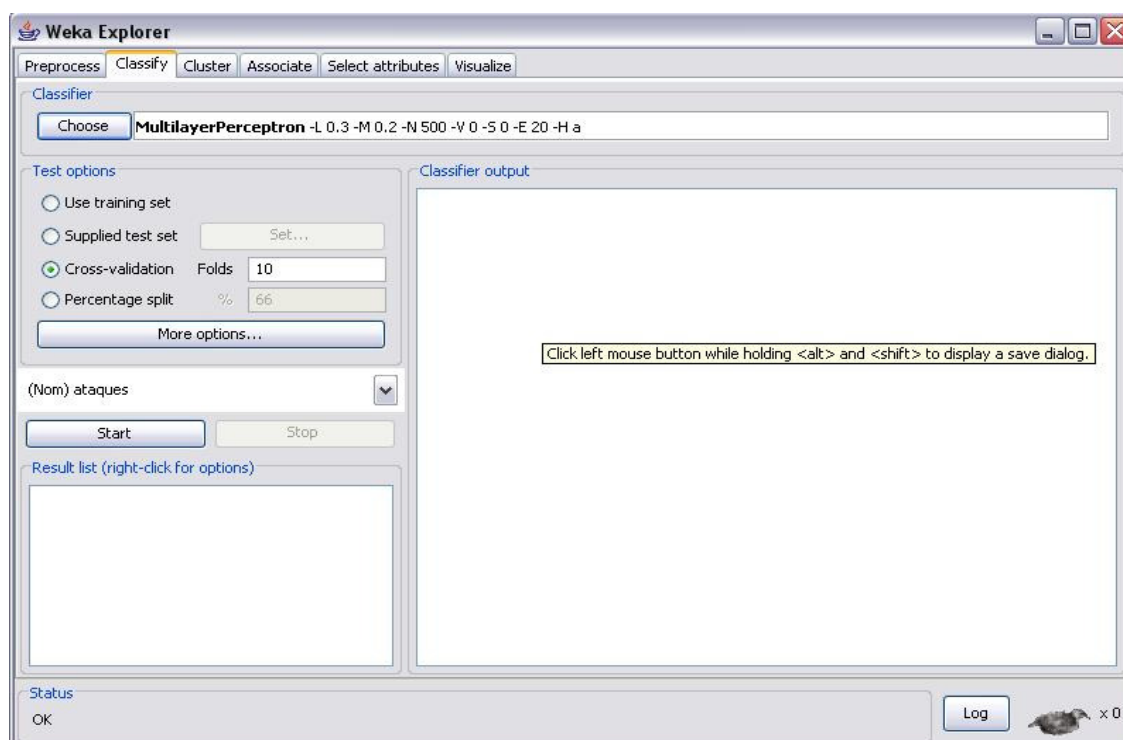 Weka Explorer
Preprocess Classify Cluster Associate Select attributes Visualize
Classifier
Choose MultilayerPerceptron -L 0.3 -M 0.2 -N 500 -V 0 -S 0 -E 20 -H a
Test options
Use training set
Supplied test set Set...
Cross-validation Folds 10
Percentage split % 66
More options...
(Nom) ataques
Start Stop
Result list (right-click for options)
Classifier output
Click left mouse button while holding <alt> and <shift> to display a save dialog.
Status
OK
Log x 0